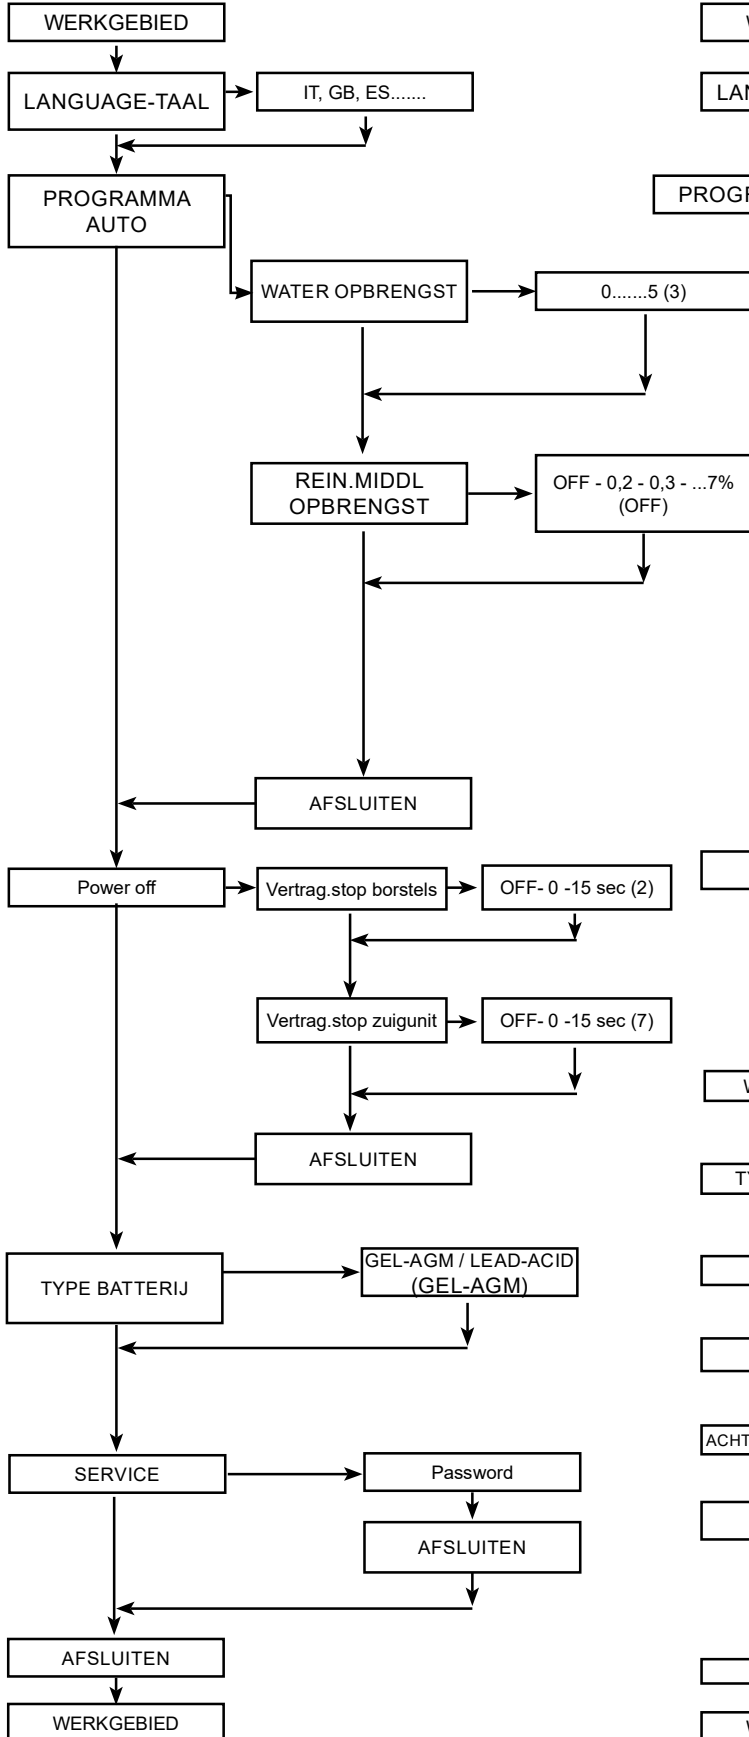 WERKGEBIED
LANGUAGE-TAAL
IT, GB, ES.......
PROGRAMMA
AUTO
WATER OPBRENGST
0.......5 (3)
REIN.MIDDL
OPBRENGST
OFF - 0,2 - 0,3 - ...7%
(OFF)
AFSLUITEN
Power off
Vertrag.stop borstels
OFF- 0 -15 sec (2)
Vertrag.stop zuigunit
OFF- 0 -15 sec (7)
AFSLUITEN
TYPE BATTERIJ
GEL-AGM / LEAD-ACID
(GEL-AGM)
SERVICE
Password
AFSLUITEN
AFSLUITEN
WERKGEBIED